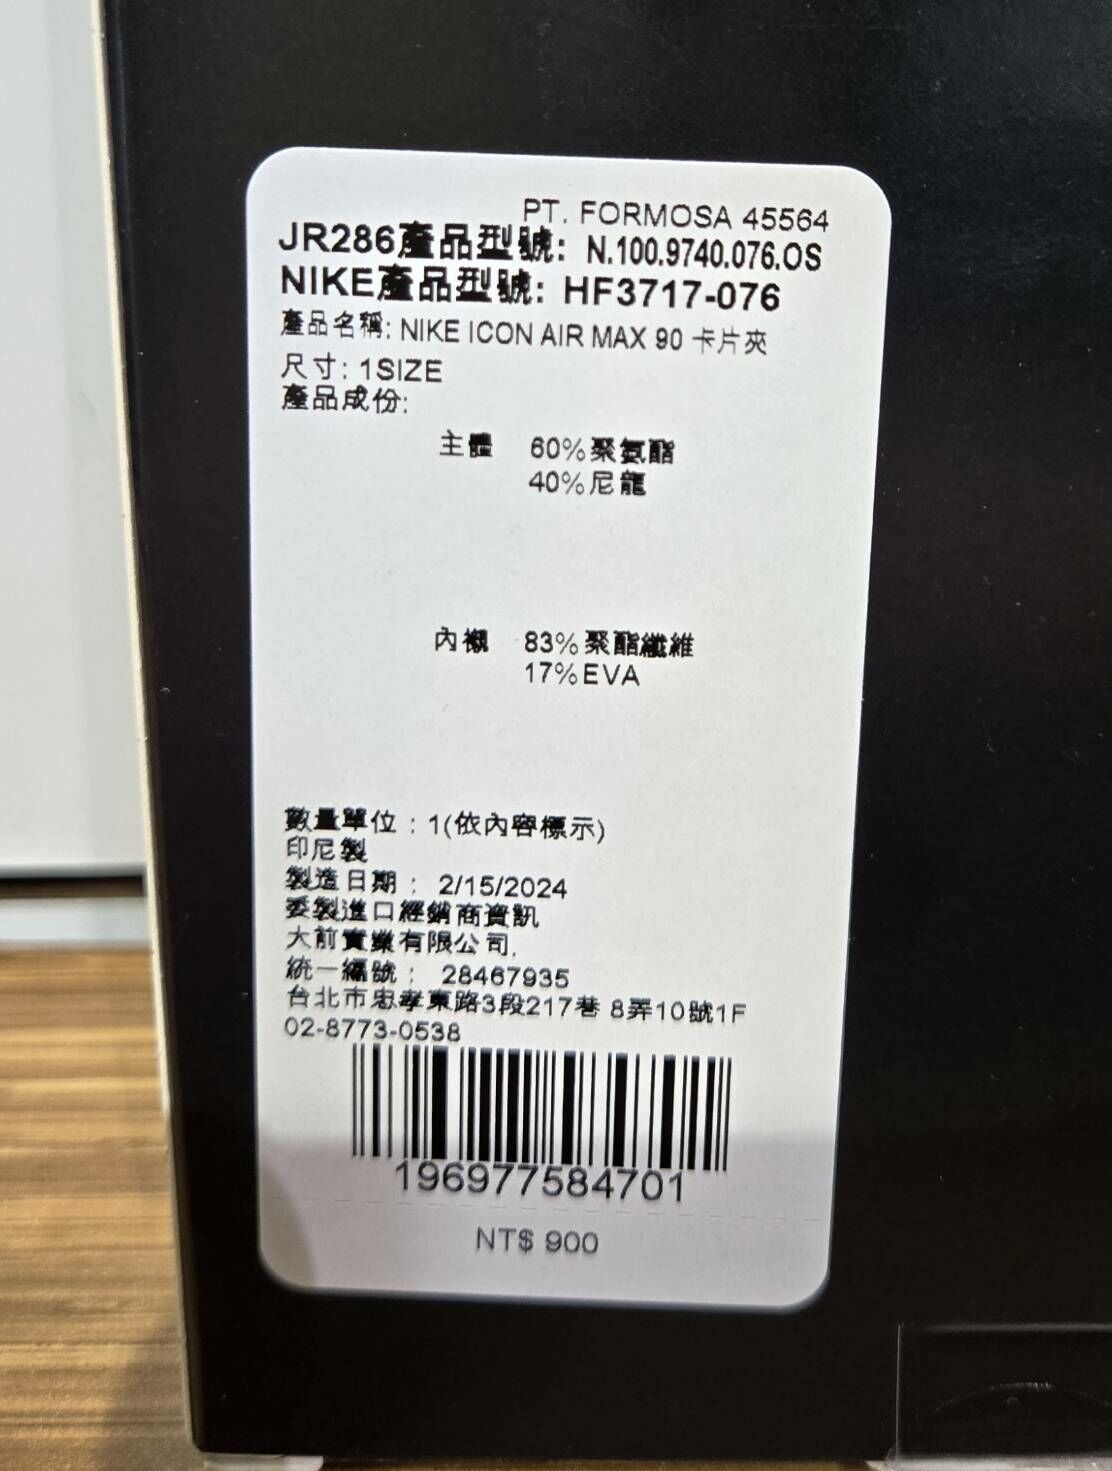 PT. FORMOSA 45564
JR286產品型號: N.100.9740.076.OS
NIKE產品型號: HF3717-076
產品名稱: NIKE ICON AIR MAX 90 卡片夾
尺寸: 1SIZE
產品成份:
主體 60%聚氨酯
40%尼龍
內襯 83%聚酯纖維
17%EVA
數量單位 : 1(依內容標示)
印尼製
製造日期 : 2/15/2024
委製進口經銷商資訊
大前實業有限公司.
統一編號 : 28467935
台北市忠孝東路3段217巷 8弄10號1F
02-8773-0538
196977584701
NT$ 900